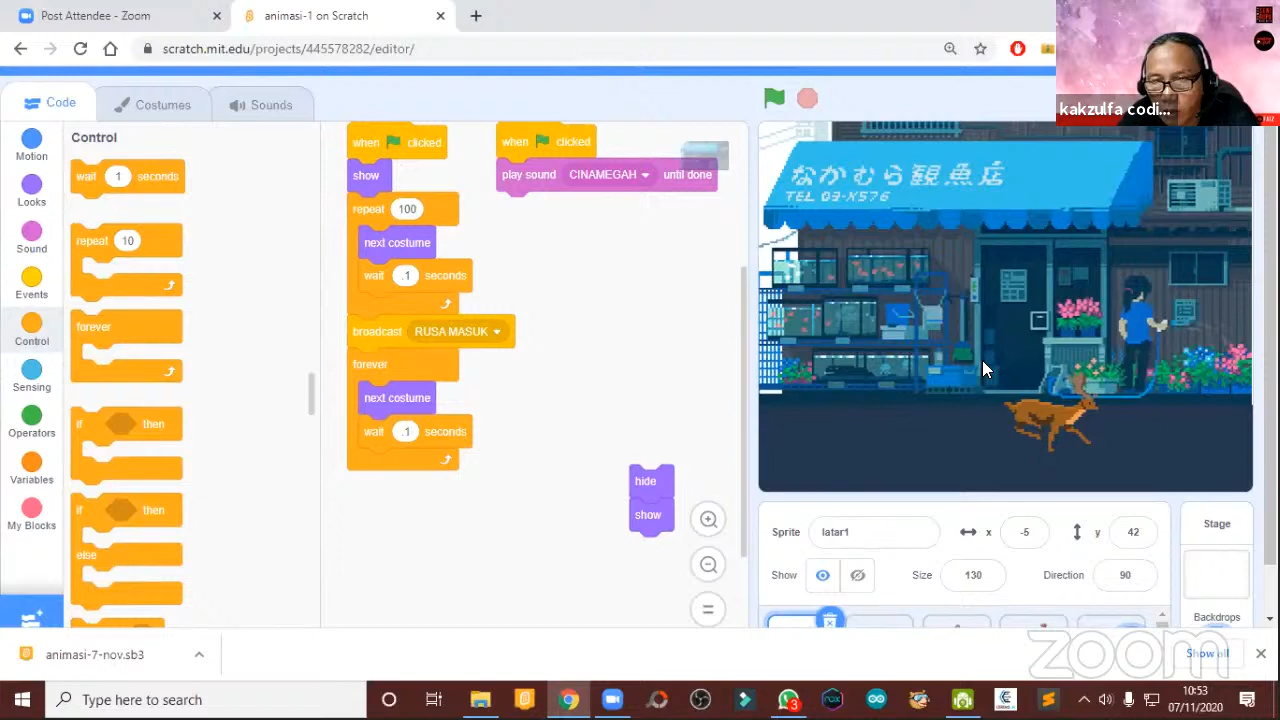 Post Attendee - Zoom
animasi-1 on Scratch
scratch.mit.edu/projects/445578282/editor/
kakzulfa codi...
Code
Costumes
Sounds
Motion
Looks
Sound
Events
Control
Sensing
Operators
Variables
My Blocks
Control
wait 1 seconds
repeat 10
forever
if then
if then
else
when clicked
show
repeat 100
next costume
wait .1 seconds
broadcast RUSA MASUK
forever
next costume
wait .1 seconds
when clicked
play sound CINAMEGAH until done
hide
show
なかむら観魚店
TEL 03-X576
Sprite latar1 x -5 y 42
Show Size 130 Direction 90
Stage
Backdrops
animasi-7-nov.sb3
Show all
zoom
Type here to search
3
10:53
07/11/2020